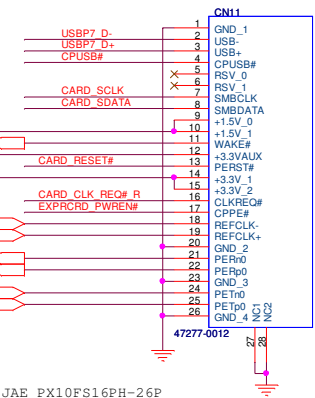 CN11
1 GND_1
USBP7_D- 2 USB-
USBP7_D+ 3 USB+
CPUSB# 4 CPUSB#
5 RSV_0
6 RSV_1
CARD_SCLK 7 SMBCLK
CARD_SDATA 8 SMBDATA
9 +1.5V_0
10 +1.5V_1
11 WAKE#
12 +3.3VAUX
CARD_RESET# 13 PERST#
14 +3.3V_1
15 +3.3V_2
CARD_CLK_REQ#_R 16 CLKREQ#
EXPRCRD_PWREN# 17 CPPE#
18 REFCLK-
19 REFCLK+
20 GND_2
21 PERn0
22 PERp0
23 GND_3
24 PETn0
25 PETp0
26 GND_4
NC1
NC2
47277-0012
27
28
JAE PX10FS16PH-26P